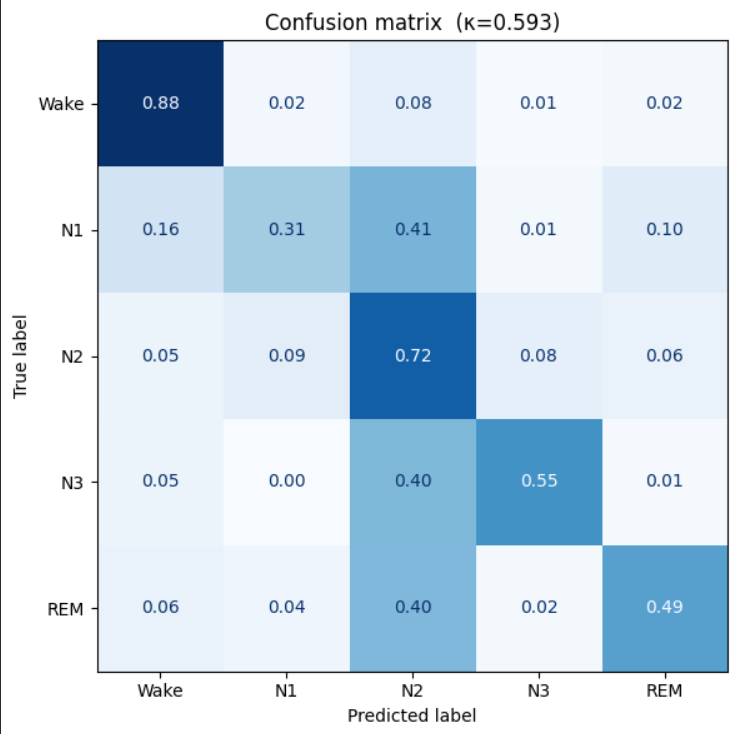 Confusion matrix (κ=0.593)
Wake 0.88 0.02 0.08 0.01 0.02
N1 0.16 0.31 0.41 0.01 0.10
N2 0.05 0.09 0.72 0.08 0.06
N3 0.05 0.00 0.40 0.55 0.01
REM 0.06 0.04 0.40 0.02 0.49
True label
Wake N1 N2 N3 REM
Predicted label